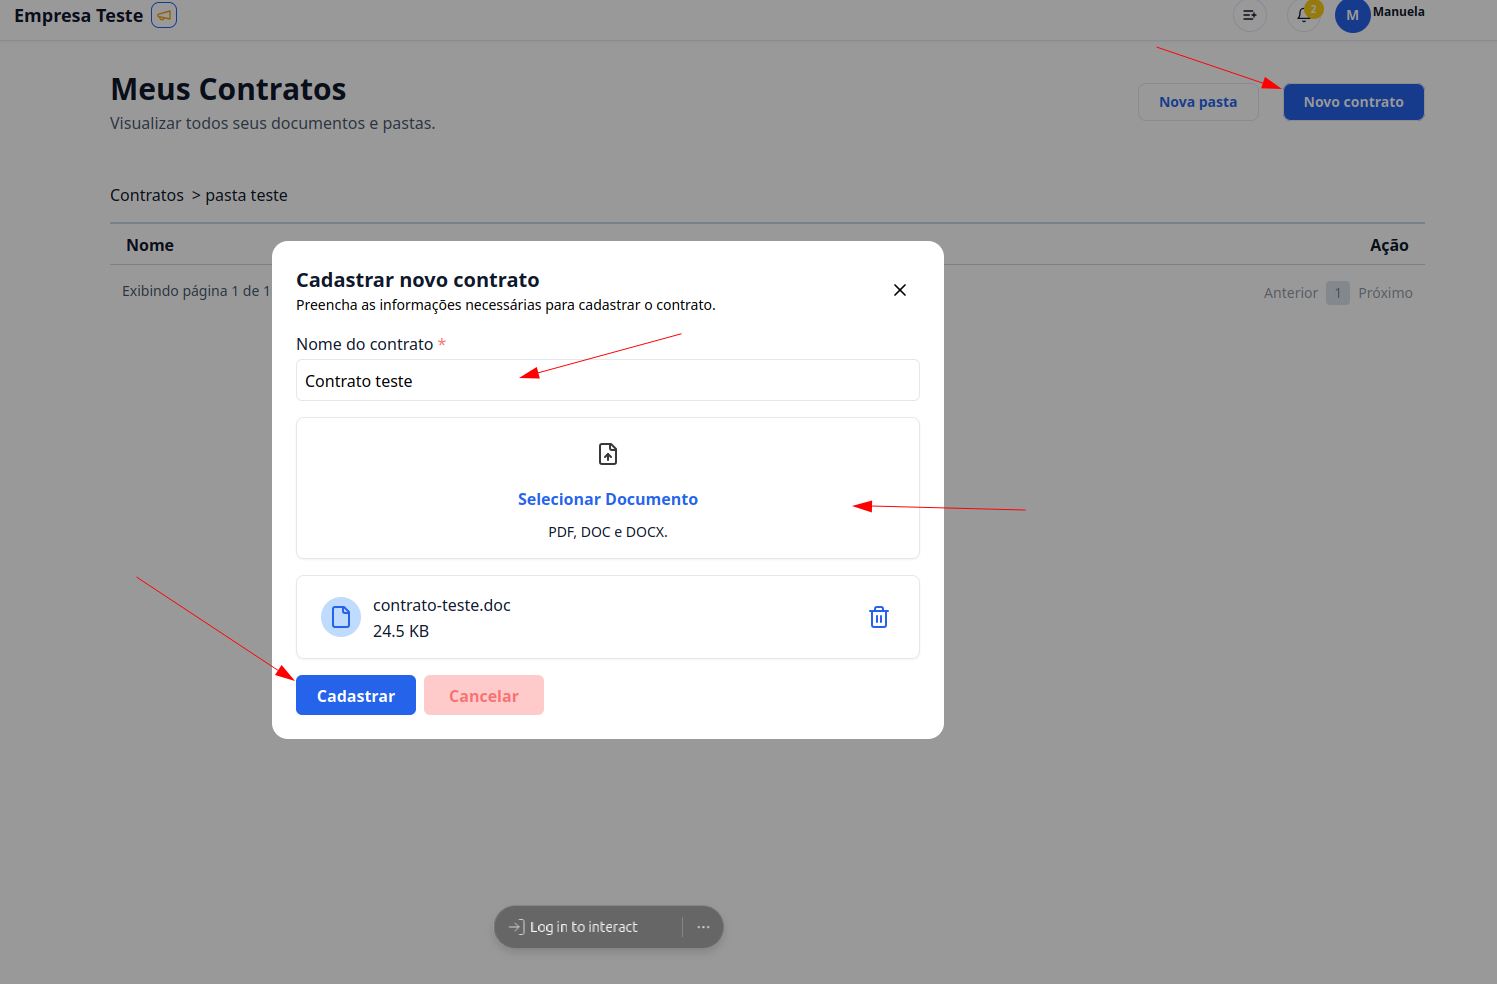 Empresa Teste
2
M
Manuela
Meus Contratos
Visualizar todos seus documentos e pastas.
Nova pasta
Novo contrato
Contratos > pasta teste
Nome
Ação
Exibindo página 1 de 1
Anterior 1 Próximo
Cadastrar novo contrato
Preencha as informações necessárias para cadastrar o contrato.
Nome do contrato *
Contrato teste
Selecionar Documento
PDF, DOC e DOCX.
contrato-teste.doc
24.5 KB
Cadastrar
Cancelar
Log in to interact